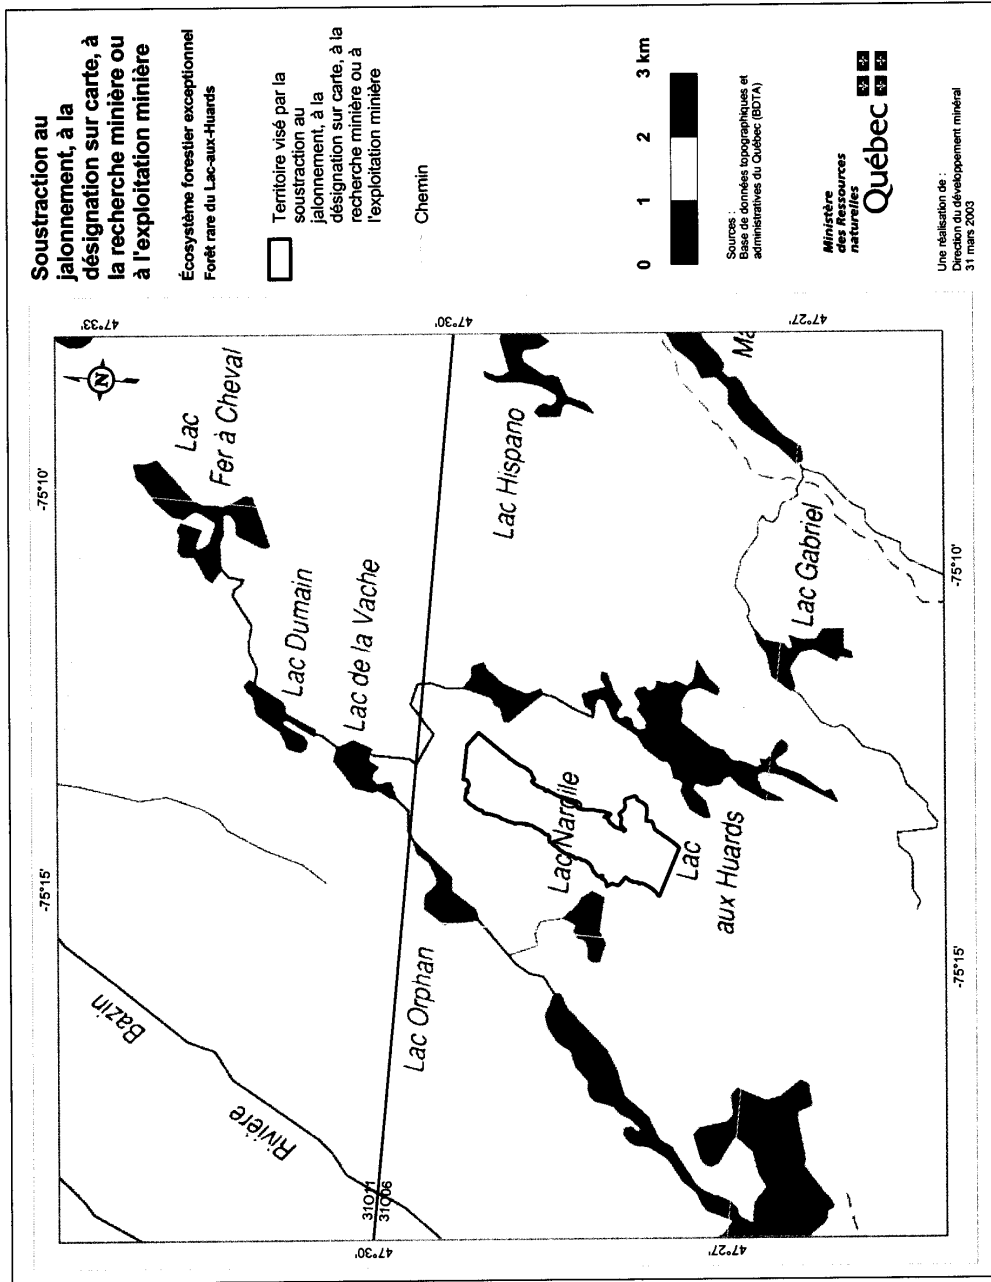 Soustraction au
jalonnement, à la
désignation sur carte, à
la recherche minière ou
à l'exploitation minière
Écosystème forestier exceptionnel
Forêt rare du Lac-aux-Huards
Territoire visé par la
soustraction au
jalonnement, à la
désignation sur carte, à la
recherche minière ou à
l'exploitation minière
Chemin
0 1 2 3 km
Sources :
Base de données topographiques et
administratives du Québec (BDTA)
Ministère
des Ressources
naturelles
Québec
Une réalisation de :
Direction du développement minéral
31 mars 2003
-75°15'
-75°10'
47°33'
47°30'
47°27'
N
Lac
Fer à Cheval
Lac Dumain
Lac de la Vache
Bazin
Rivière
Lac Orphan
31O11
31O06
Lac Hispano
Lac Nardile
Lac
aux Huards
Lac Gabriel
Ma
47°30'
47°27'
-75°15'
-75°10'